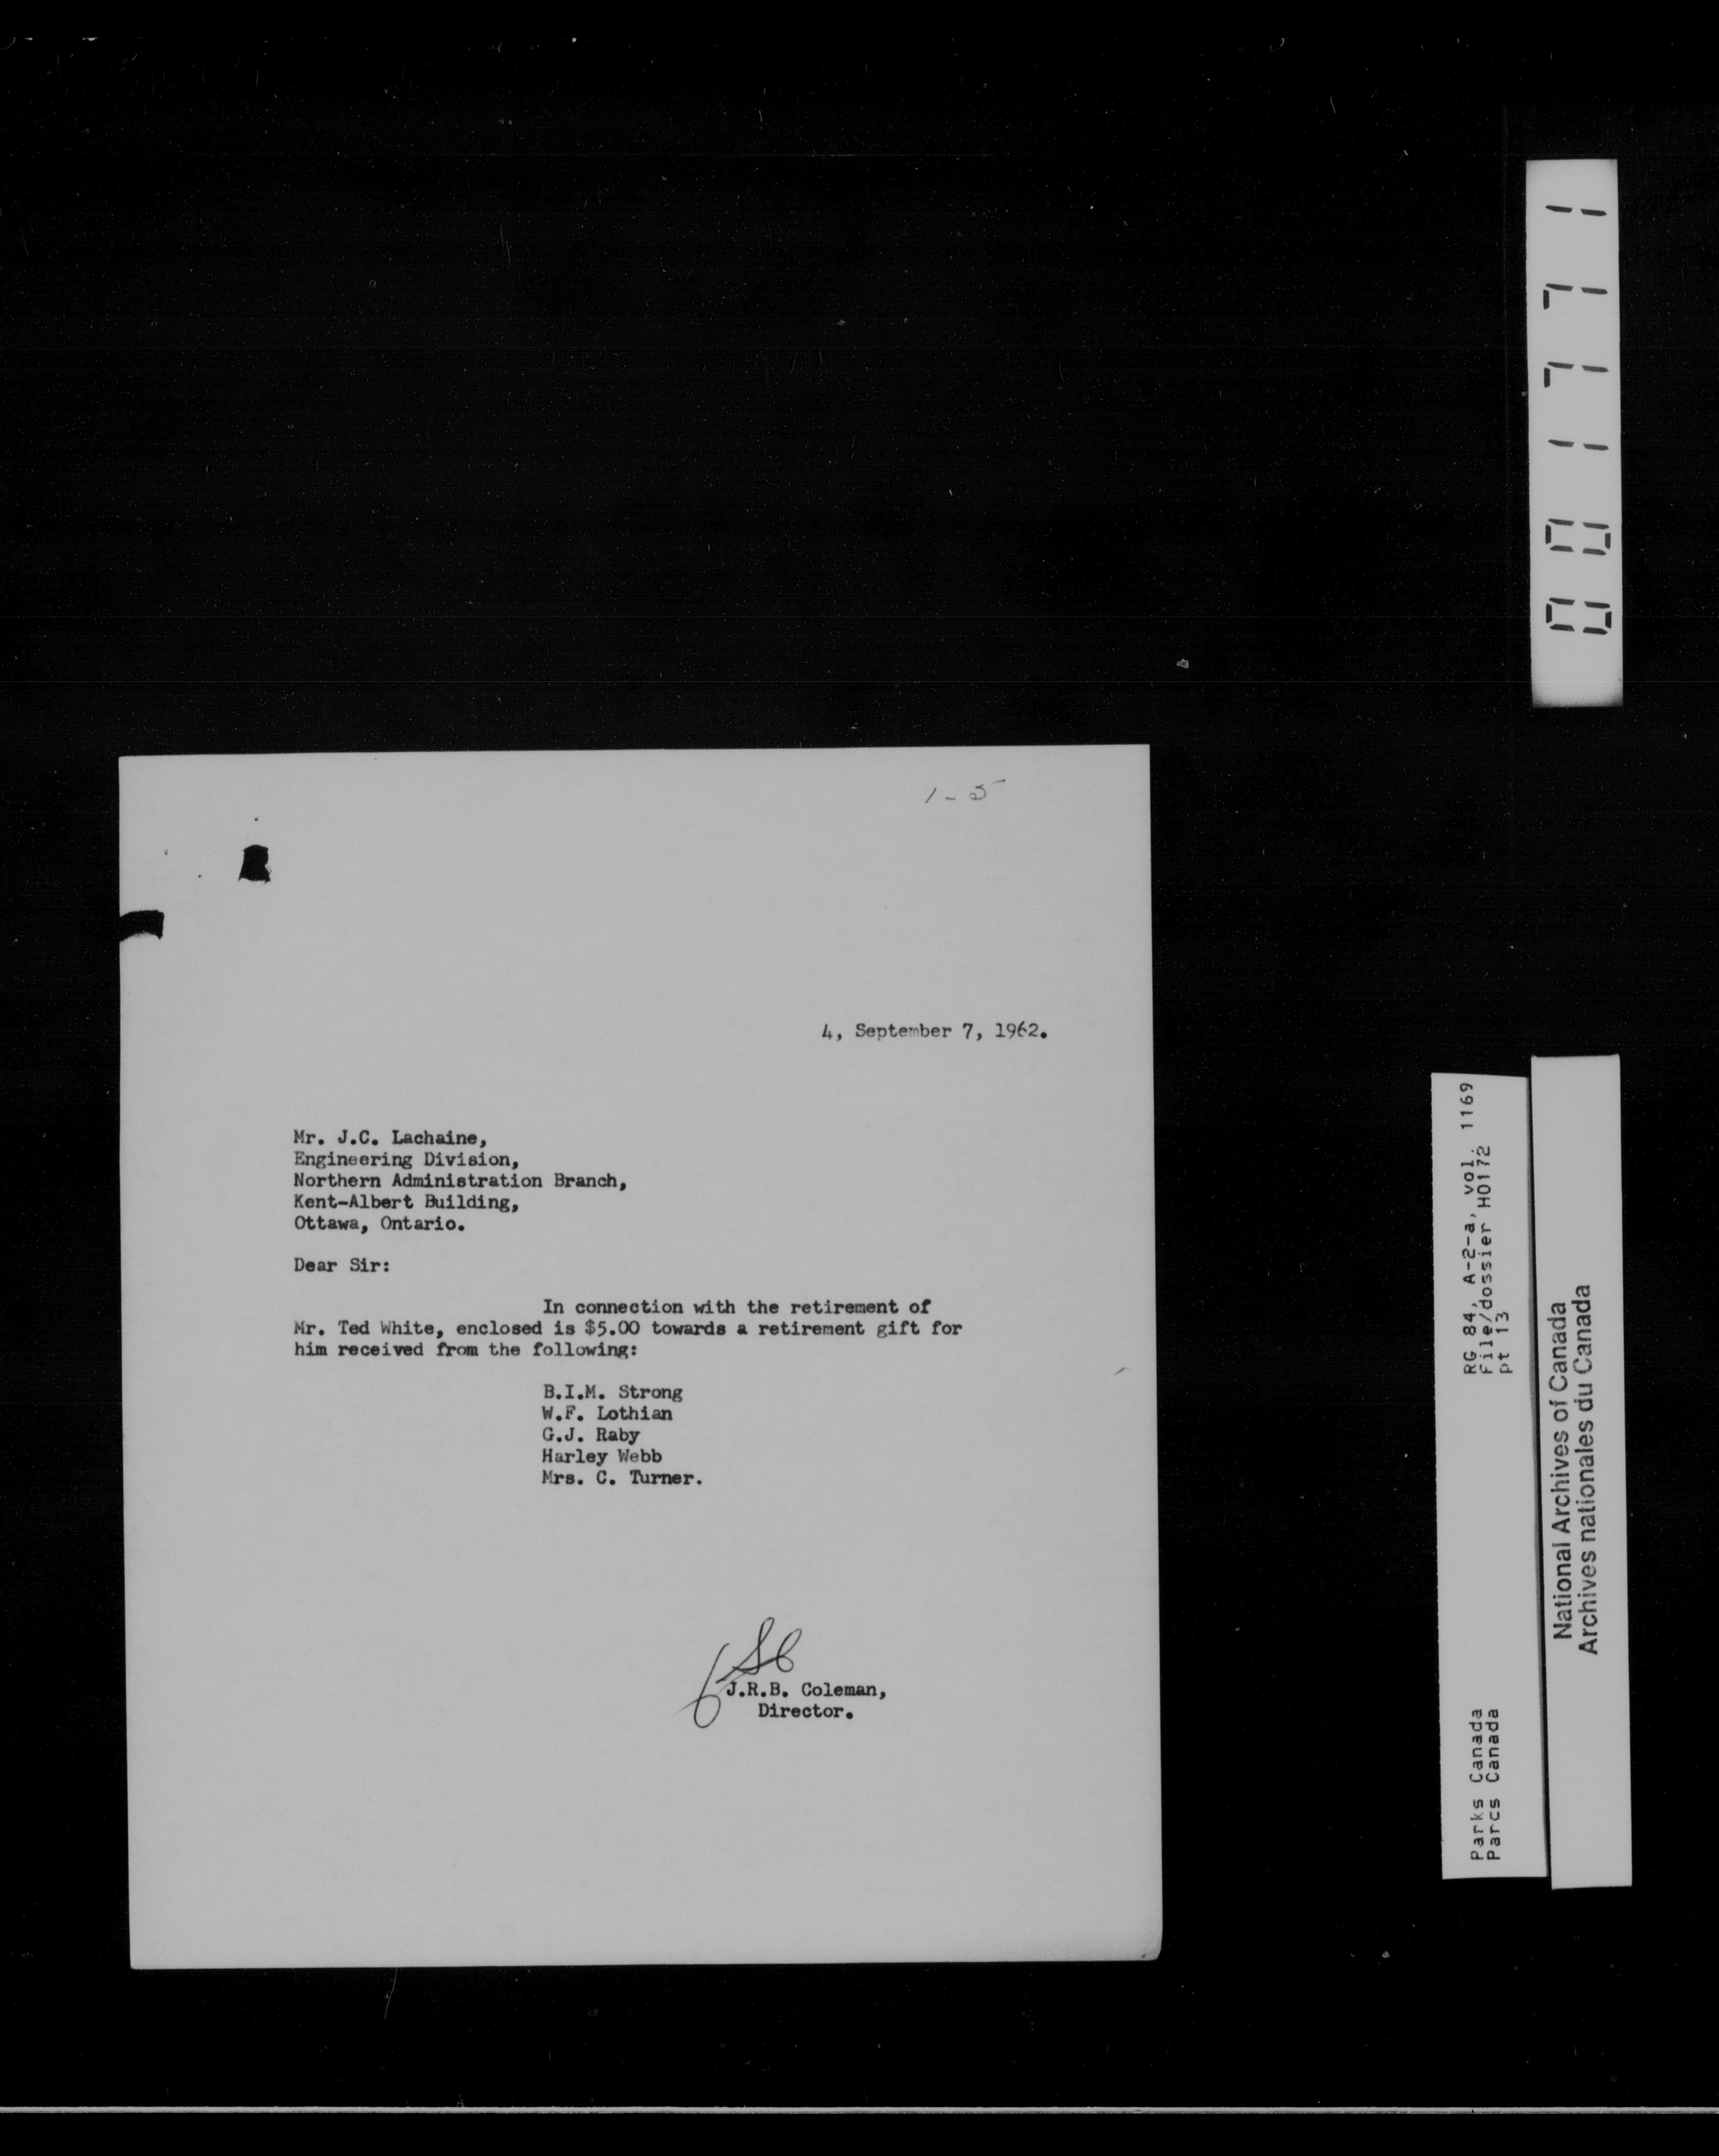 1-5
4, September 7, 1962.
Mr. J.C. Lachaine,
Engineering Division,
Northern Administration Branch,
Kent-Albert Building,
Ottawa, Ontario.
Dear Sir:
In connection with the retirement of
Mr. Ted White, enclosed is $5.00 towards a retirement gift for
him received from the following:
B.I.M. Strong
W.F. Lothian
G.J. Raby
Harley Webb
Mrs. C. Turner.
J.R.B. Coleman,
Director.
001771
RG 84, A-2-a, vol. 1169
File/dossier H0172
pt 13
Parks Canada
Parcs Canada
National Archives of Canada
Archives nationales du Canada